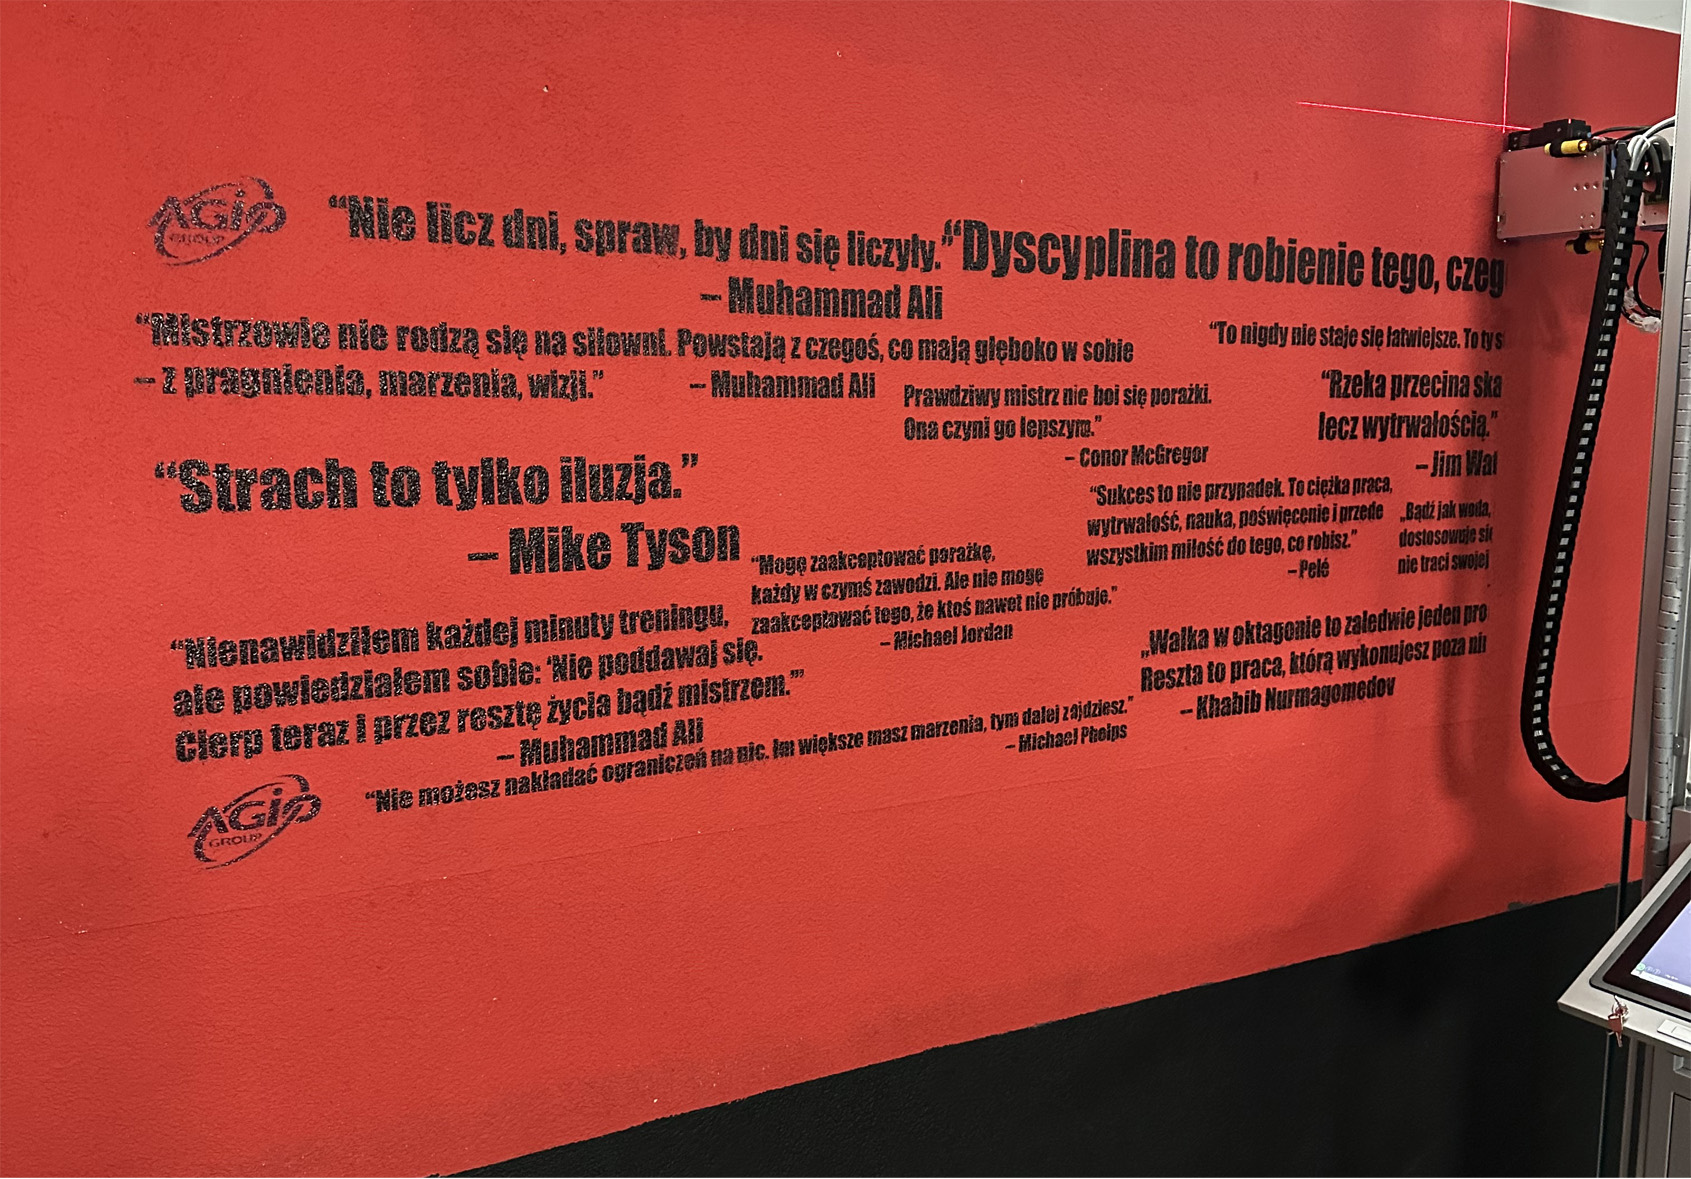 AGiP
GROUP
“Nie licz dni, spraw, by dni się liczyły.”
– Muhammad Ali
“Dyscyplina to robienie tego, czeg
“Mistrzowie nie rodzą się na siłowni. Powstają z czegoś, co mają głęboko w sobie
– z pragnienia, marzenia, wizji.”
– Muhammad Ali
“To nigdy nie staje się łatwiejsze. To ty s
Prawdziwy mistrz nie boi się porażki.
Ona czyni go lepszym.”
– Conor McGregor
“Rzeka przecina ska
lecz wytrwałością.”
– Jim Wat
“Strach to tylko iluzja.”
– Mike Tyson
“Sukces to nie przypadek. To ciężka praca,
wytrwałość, nauka, poświęcenie i przede
wszystkim miłość do tego, co robisz.”
– Pelé
„Bądź jak woda,
dostosowuje się
nie traci swojej
“Mogę zaakceptować porażkę,
każdy w czymś zawodzi. Ale nie mogę
zaakceptować tego, że ktoś nawet nie próbuje.”
– Michael Jordan
“Nienawidziłem każdej minuty treningu,
ale powiedziałem sobie: ‘Nie poddawaj się.
Cierp teraz i przez resztę życia bądź mistrzem.’”
– Muhammad Ali
„Walka w oktagonie to zaledwie jeden pro
Reszta to praca, którą wykonujesz poza ni
– Khabib Nurmagomedov
“Nie możesz nakładać ograniczeń na nic. Im większe masz marzenia, tym dalej zajdziesz.”
– Michael Phelps
AGiP
GROUP